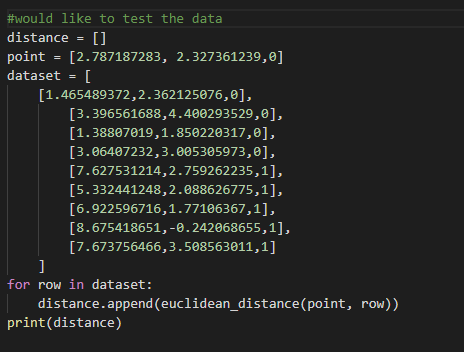 #would like to test the data
distance = []
point = [2.787187283, 2.327361239,0]
dataset = [
    [1.465489372,2.362125076,0],
        [3.396561688,4.400293529,0],
        [1.38807019,1.850220317,0],
        [3.06407232,3.005305973,0],
        [7.627531214,2.759262235,1],
        [5.332441248,2.088626775,1],
        [6.922596716,1.77106367,1],
        [8.675418651,-0.242068655,1],
        [7.673756466,3.508563011,1]
    ]
for row in dataset:
    distance.append(euclidean_distance(point, row))
print(distance)